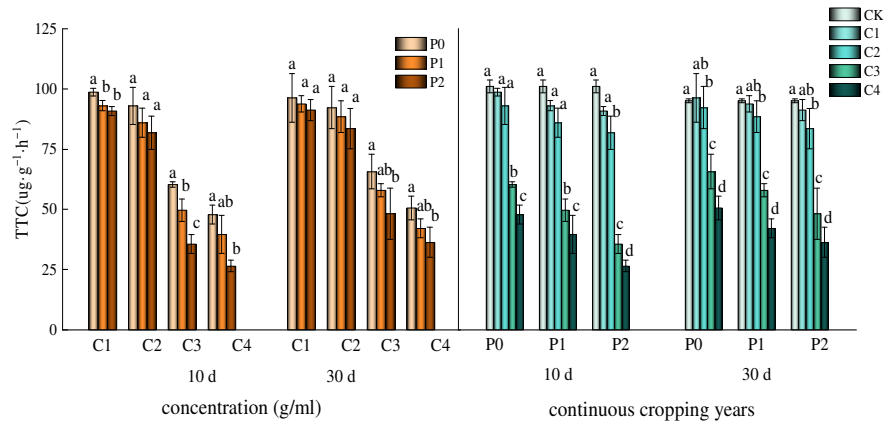 TTC(ug·g⁻¹·h⁻¹)
125
100
75
50
25
0
P0
P1
P2
a b b
a a a
a b c
a ab b
a a a
a a a
a ab b
a ab b
C1 C2 C3 C4 C1 C2 C3 C4
10 d 30 d
concentration (g/ml)
CK
C1
C2
C3
C4
a a a b c
a a a b c
a b b c d
a ab b c d
a ab b c d
a ab b c d
P0 P1 P2 P0 P1 P2
10 d 30 d
continuous cropping years